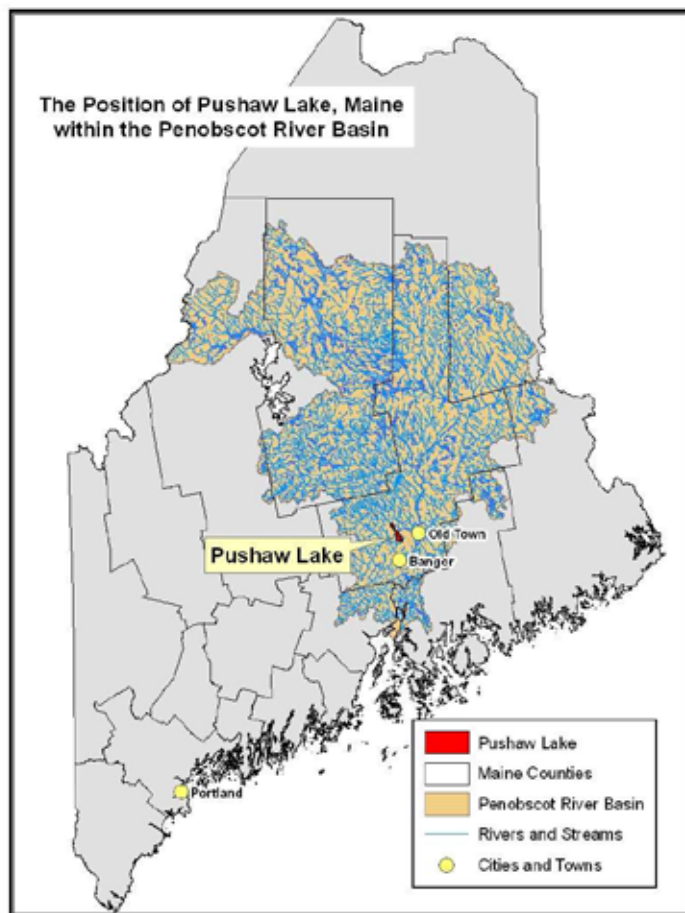 The Position of Pushaw Lake, Maine
within the Penobscot River Basin
Old Town
Pushaw Lake
Bangor
Portland
Pushaw Lake
Maine Counties
Penobscot River Basin
Rivers and Streams
Cities and Towns